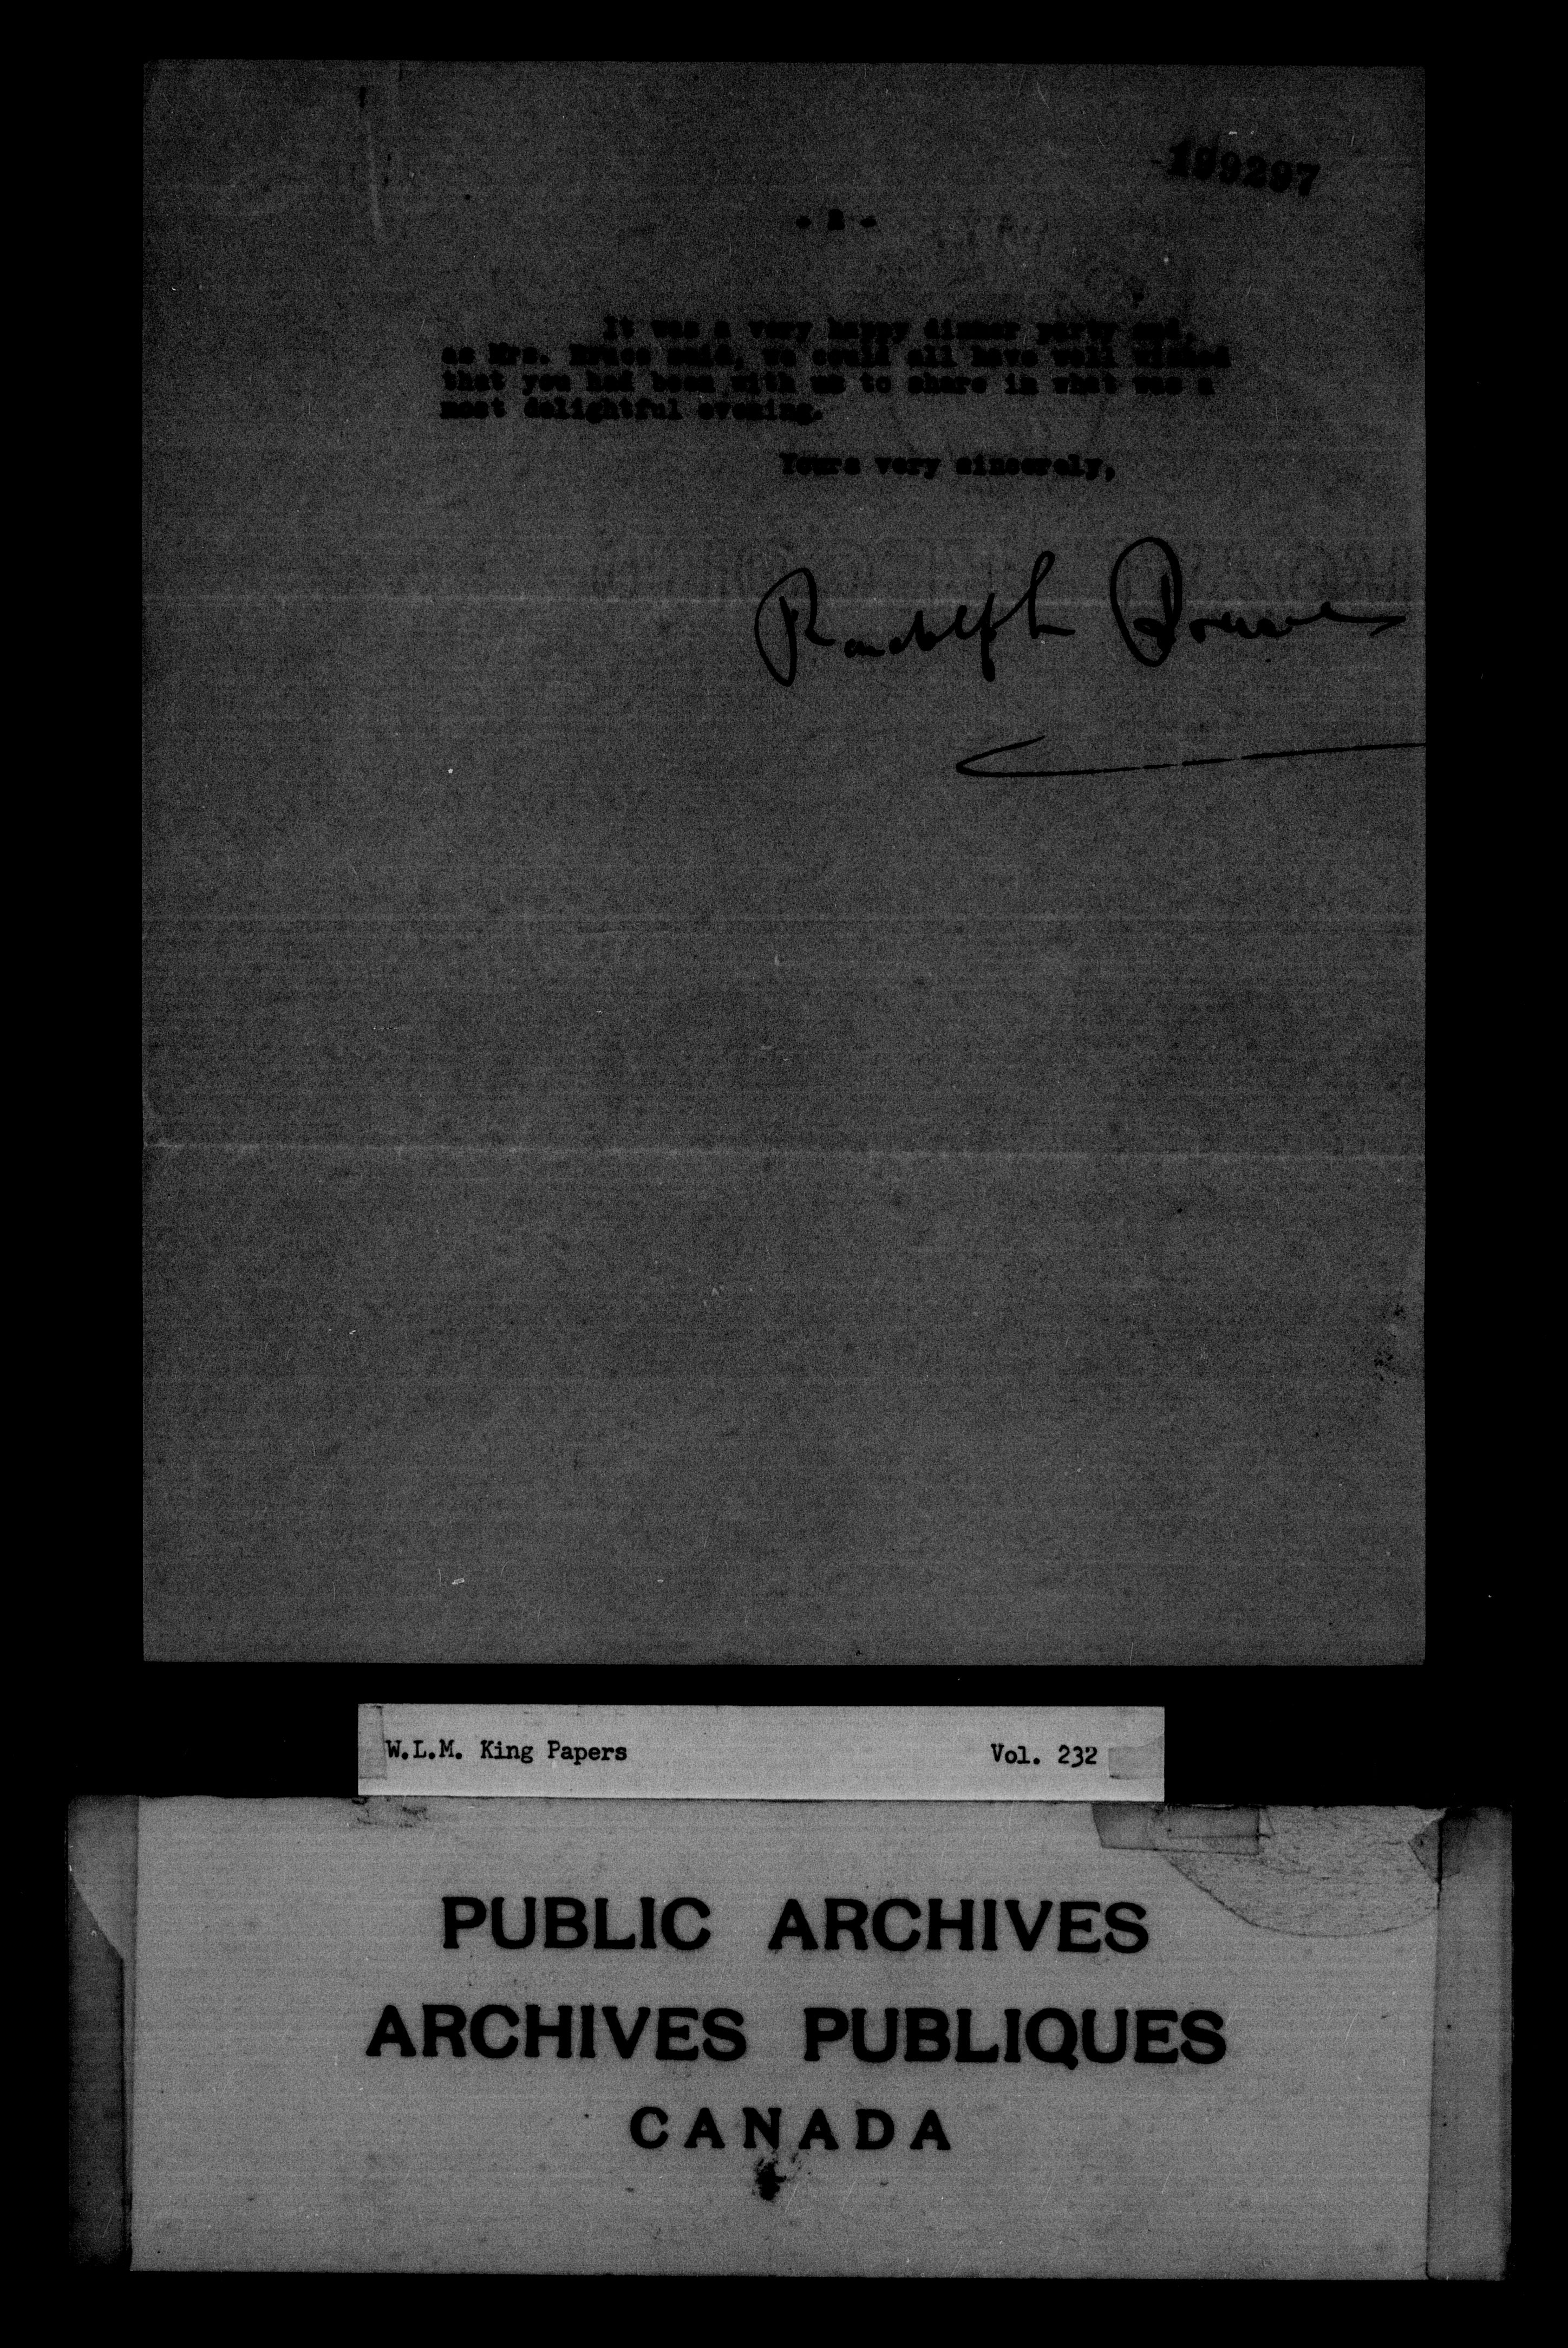 199297
- 2 -
It was a very happy dinner party and,
as Mrs. Bruce said, we could all have well wished
that you had been with us to share in what was a
most delightful evening.
Yours very sincerely,
Randolph Bruce
W.L.M. King Papers Vol. 232
PUBLIC ARCHIVES
ARCHIVES PUBLIQUES
CANADA